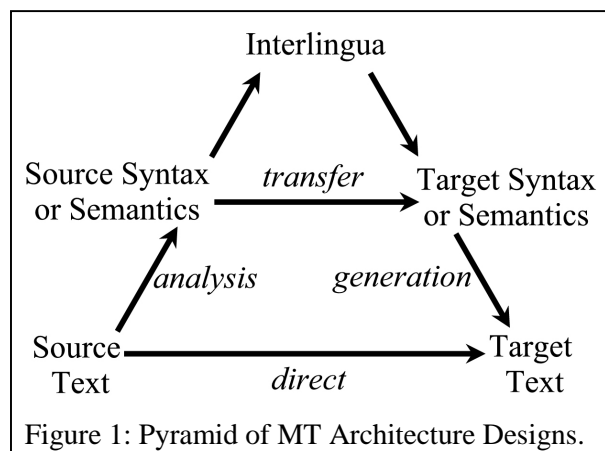 Interlingua
Source Syntax
or Semantics
transfer
Target Syntax
or Semantics
analysis
generation
Source
Text
direct
Target
Text
Figure 1: Pyramid of MT Architecture Designs.